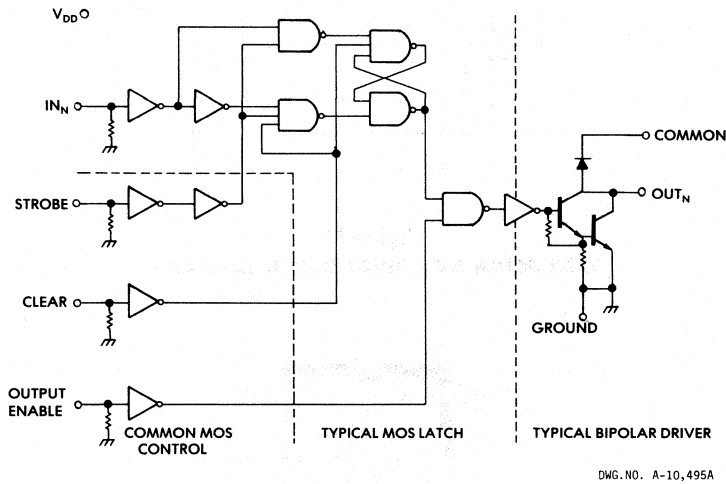 VDD
INN
STROBE
CLEAR
OUTPUT
ENABLE
COMMON MOS
CONTROL
TYPICAL MOS LATCH
TYPICAL BIPOLAR DRIVER
COMMON
OUTN
GROUND
DWG.NO. A-10,495A